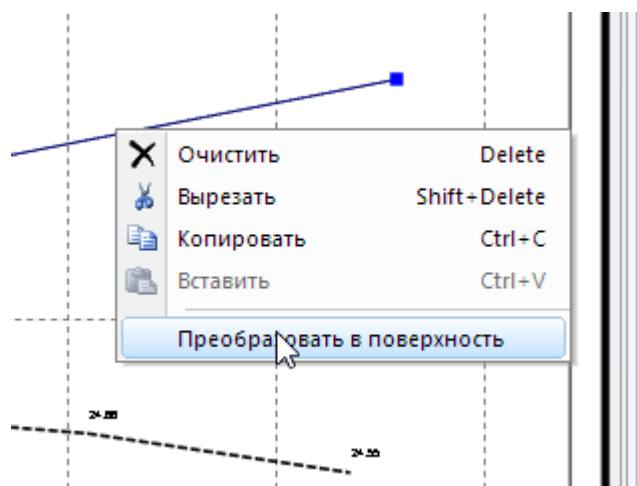 Очистить Delete
Вырезать Shift+Delete
Копировать Ctrl+C
Вставить Ctrl+V
Преобразовать в поверхность